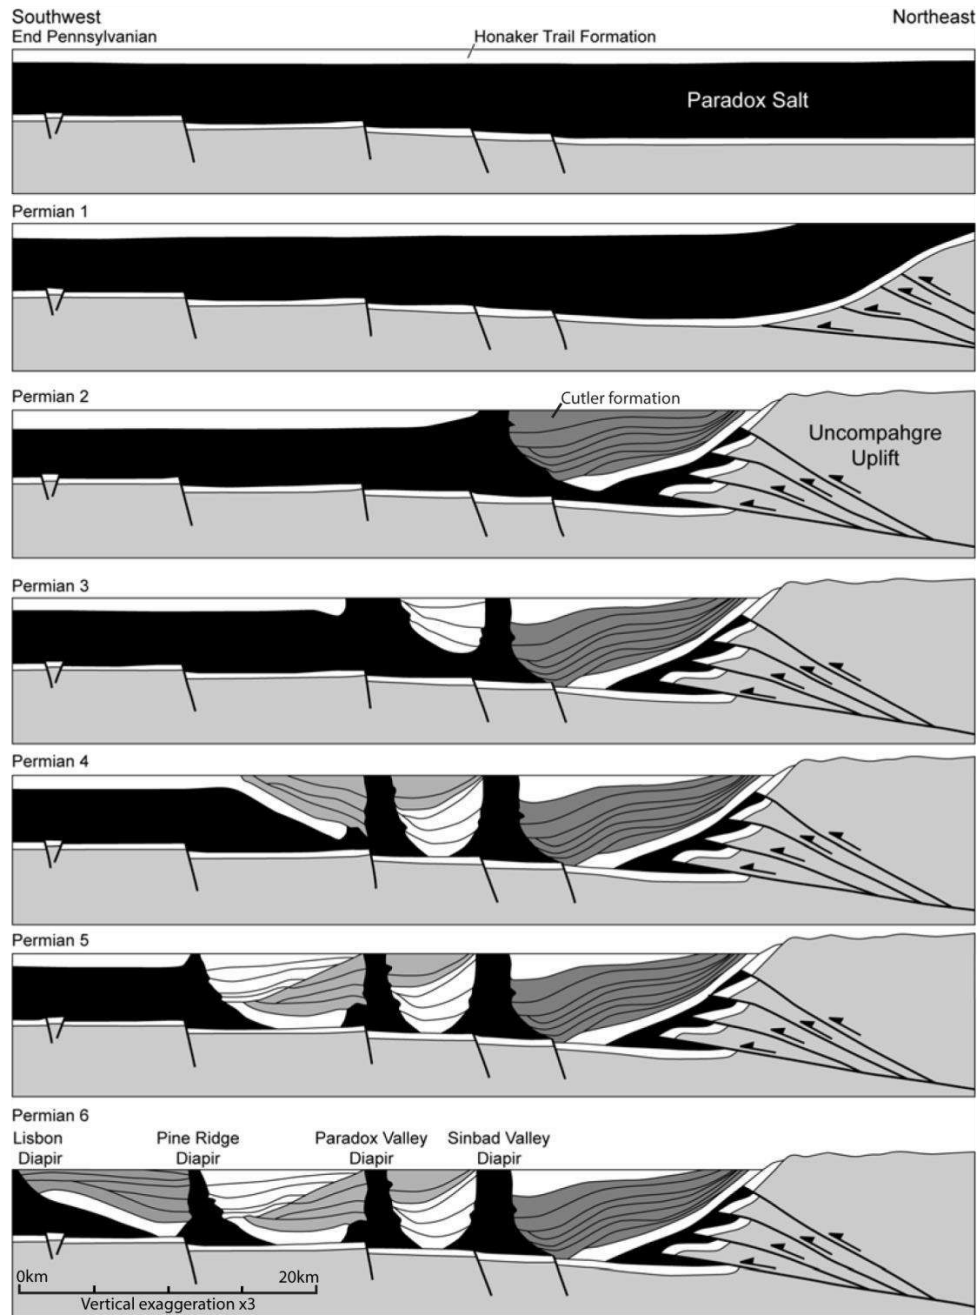 Southwest
Northeast
End Pennsylvanian
Honaker Trail Formation
Paradox Salt
Permian 1
Permian 2
Cutler formation
Uncompahgre
Uplift
Permian 3
Permian 4
Permian 5
Permian 6
Lisbon
Diapir
Pine Ridge
Diapir
Paradox Valley
Diapir
Sinbad Valley
Diapir
0km
20km
Vertical exaggeration x3